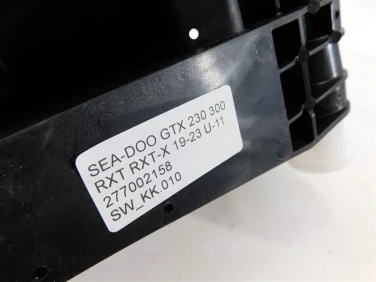 SEA-DOO GTX 230 300
RXT RXT-X 19-23 U-11
277002158
SW_KK.010